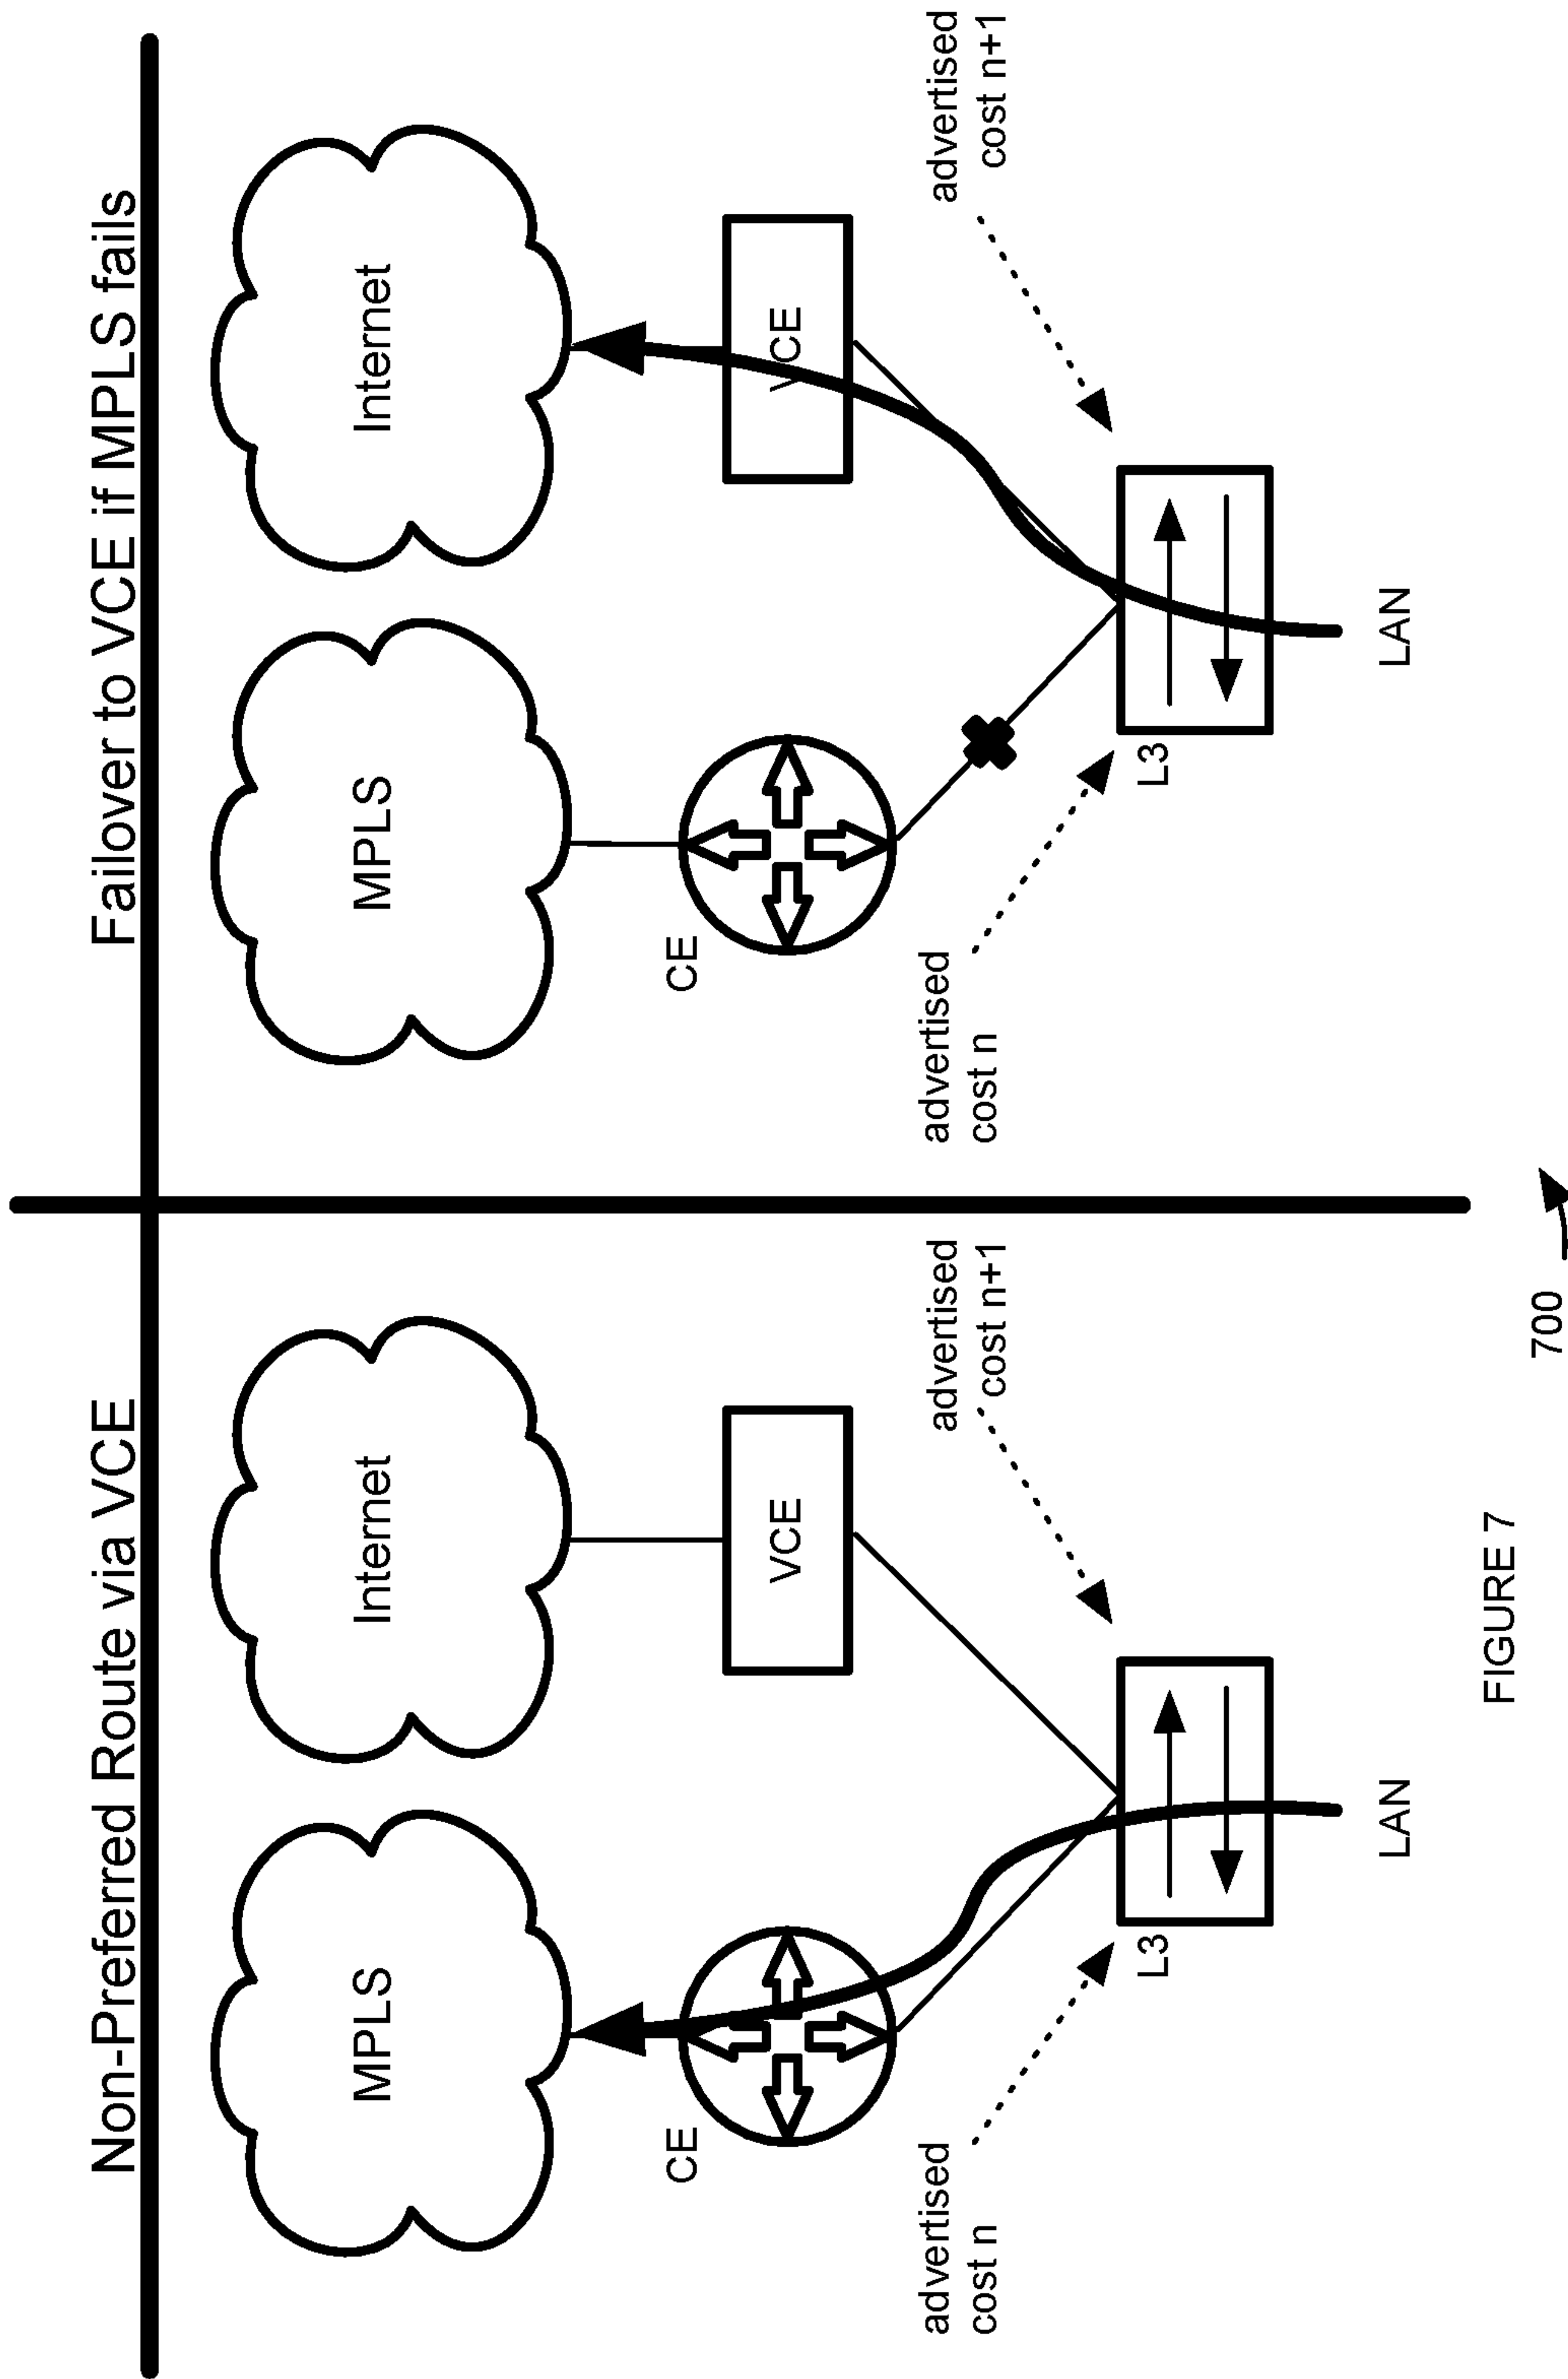 Non-Preferred Route via VCE
MPLS
Internet
CE
VCE
advertised
cost n
advertised
cost n+1
L3
LAN
Failover to VCE if MPLS fails
MPLS
Internet
CE
VCE
advertised
cost n
advertised
cost n+1
L3
LAN
FIGURE 7
700